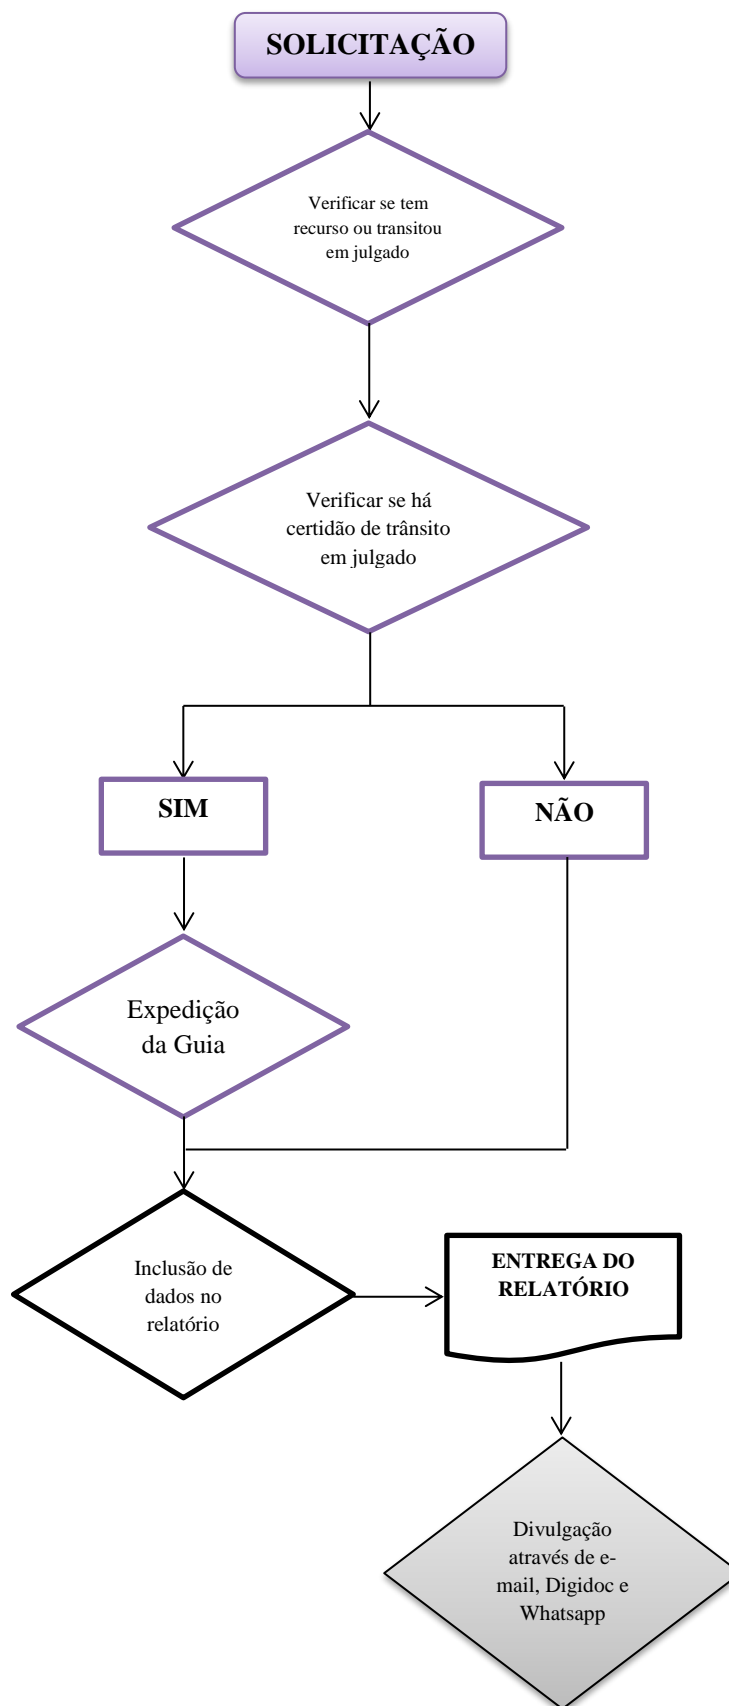 SOLICITAÇÃO
Verificar se tem
recurso ou transitou
em julgado
Verificar se há
certidão de trânsito
em julgado
SIM
NÃO
Expedição
da Guia
Inclusão de
dados no
relatório
ENTREGA DO
RELATÓRIO
Divulgação
através de e-
mail, Digidoc e
Whatsapp